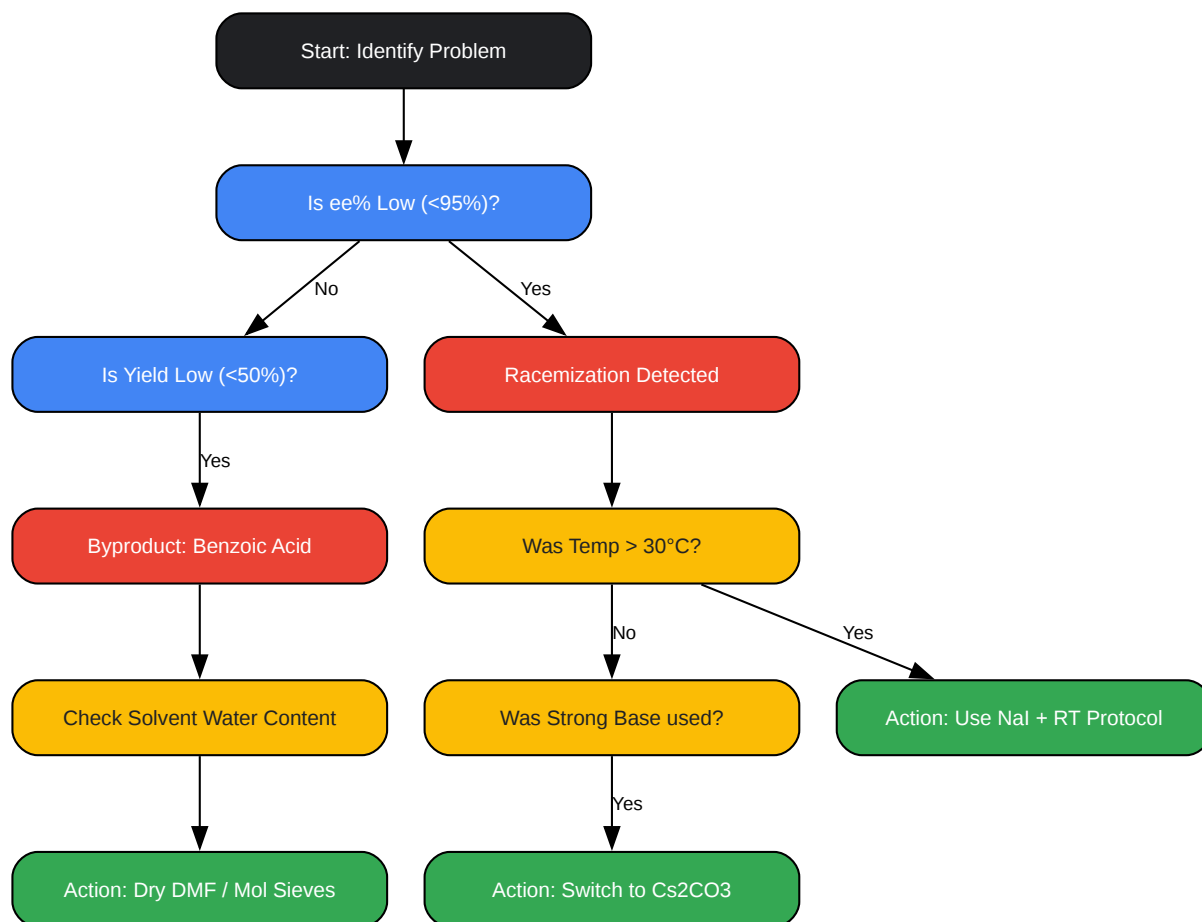 Start: Identify Problem
Is ee% Low (<95%)?
No
Yes
Is Yield Low (<50%)?
Racemization Detected
Yes
Byproduct: Benzoic Acid
Was Temp > 30°C?
No
Yes
Check Solvent Water Content
Was Strong Base used?
Action: Use NaI + RT Protocol
Yes
Action: Dry DMF / Mol Sieves
Action: Switch to Cs2CO3